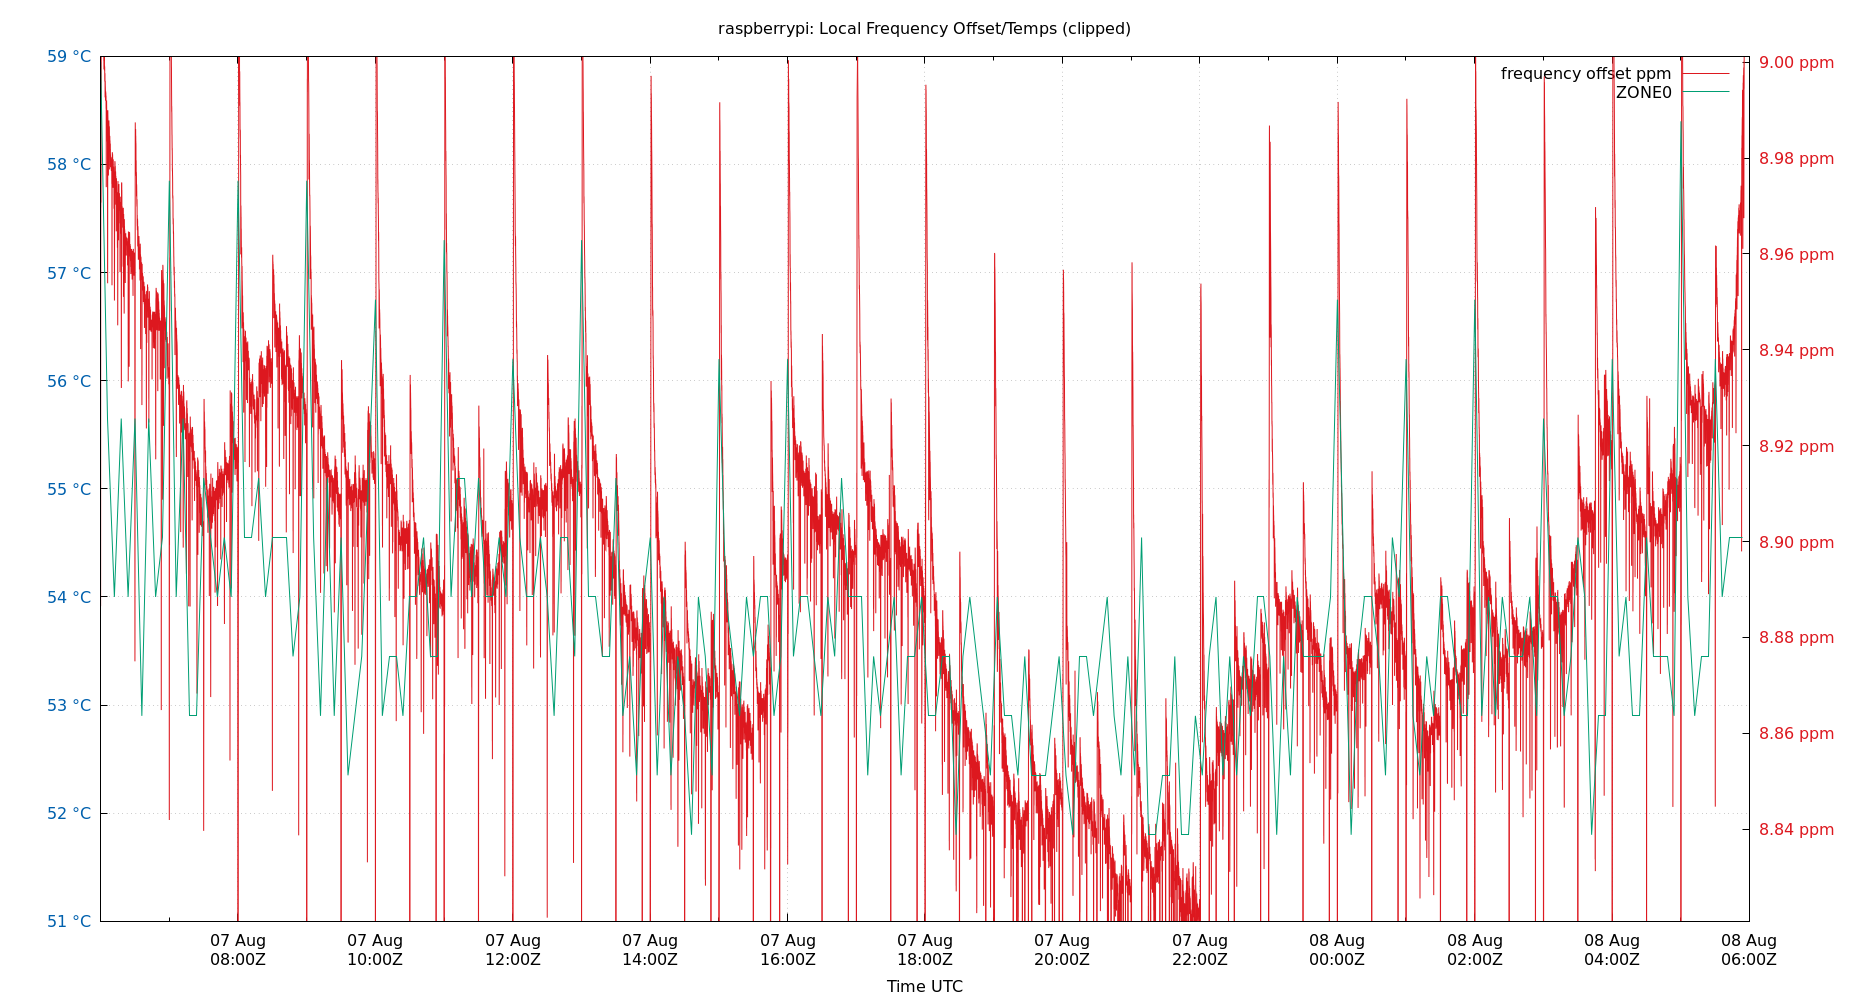 raspberrypi: Local Frequency Offset/Temps (clipped)
59 °C
58 °C
57 °C
56 °C
55 °C
54 °C
53 °C
52 °C
51 °C
9.00 ppm
8.98 ppm
8.96 ppm
8.94 ppm
8.92 ppm
8.90 ppm
8.88 ppm
8.86 ppm
8.84 ppm
frequency offset ppm
ZONE0
07 Aug
08:00Z
07 Aug
10:00Z
07 Aug
12:00Z
07 Aug
14:00Z
07 Aug
16:00Z
07 Aug
18:00Z
07 Aug
20:00Z
07 Aug
22:00Z
08 Aug
00:00Z
08 Aug
02:00Z
08 Aug
04:00Z
08 Aug
06:00Z
Time UTC